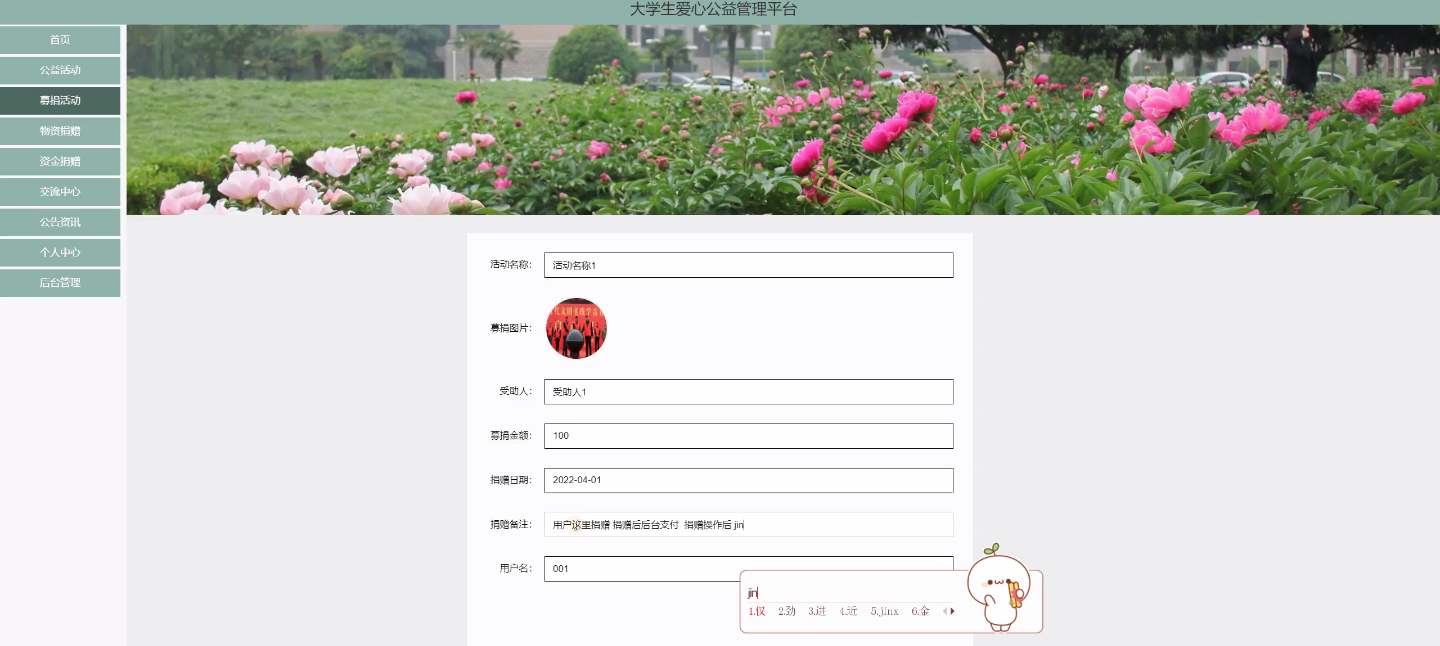 大学生爱心公益管理平台
首页
公益活动
募捐活动
物资捐赠
资金捐赠
交流中心
公告资讯
个人中心
后台管理
活动名称： 活动名称1
募捐图片：
受助人： 受助人1
募捐金额： 100
捐赠日期： 2022-04-01
捐赠备注： 用户这里捐赠 捐赠后后台支付 捐赠操作后 jin
用户名： 001
jin
1.仅 2.劲 3.进 4.近 5.jinx 6.金